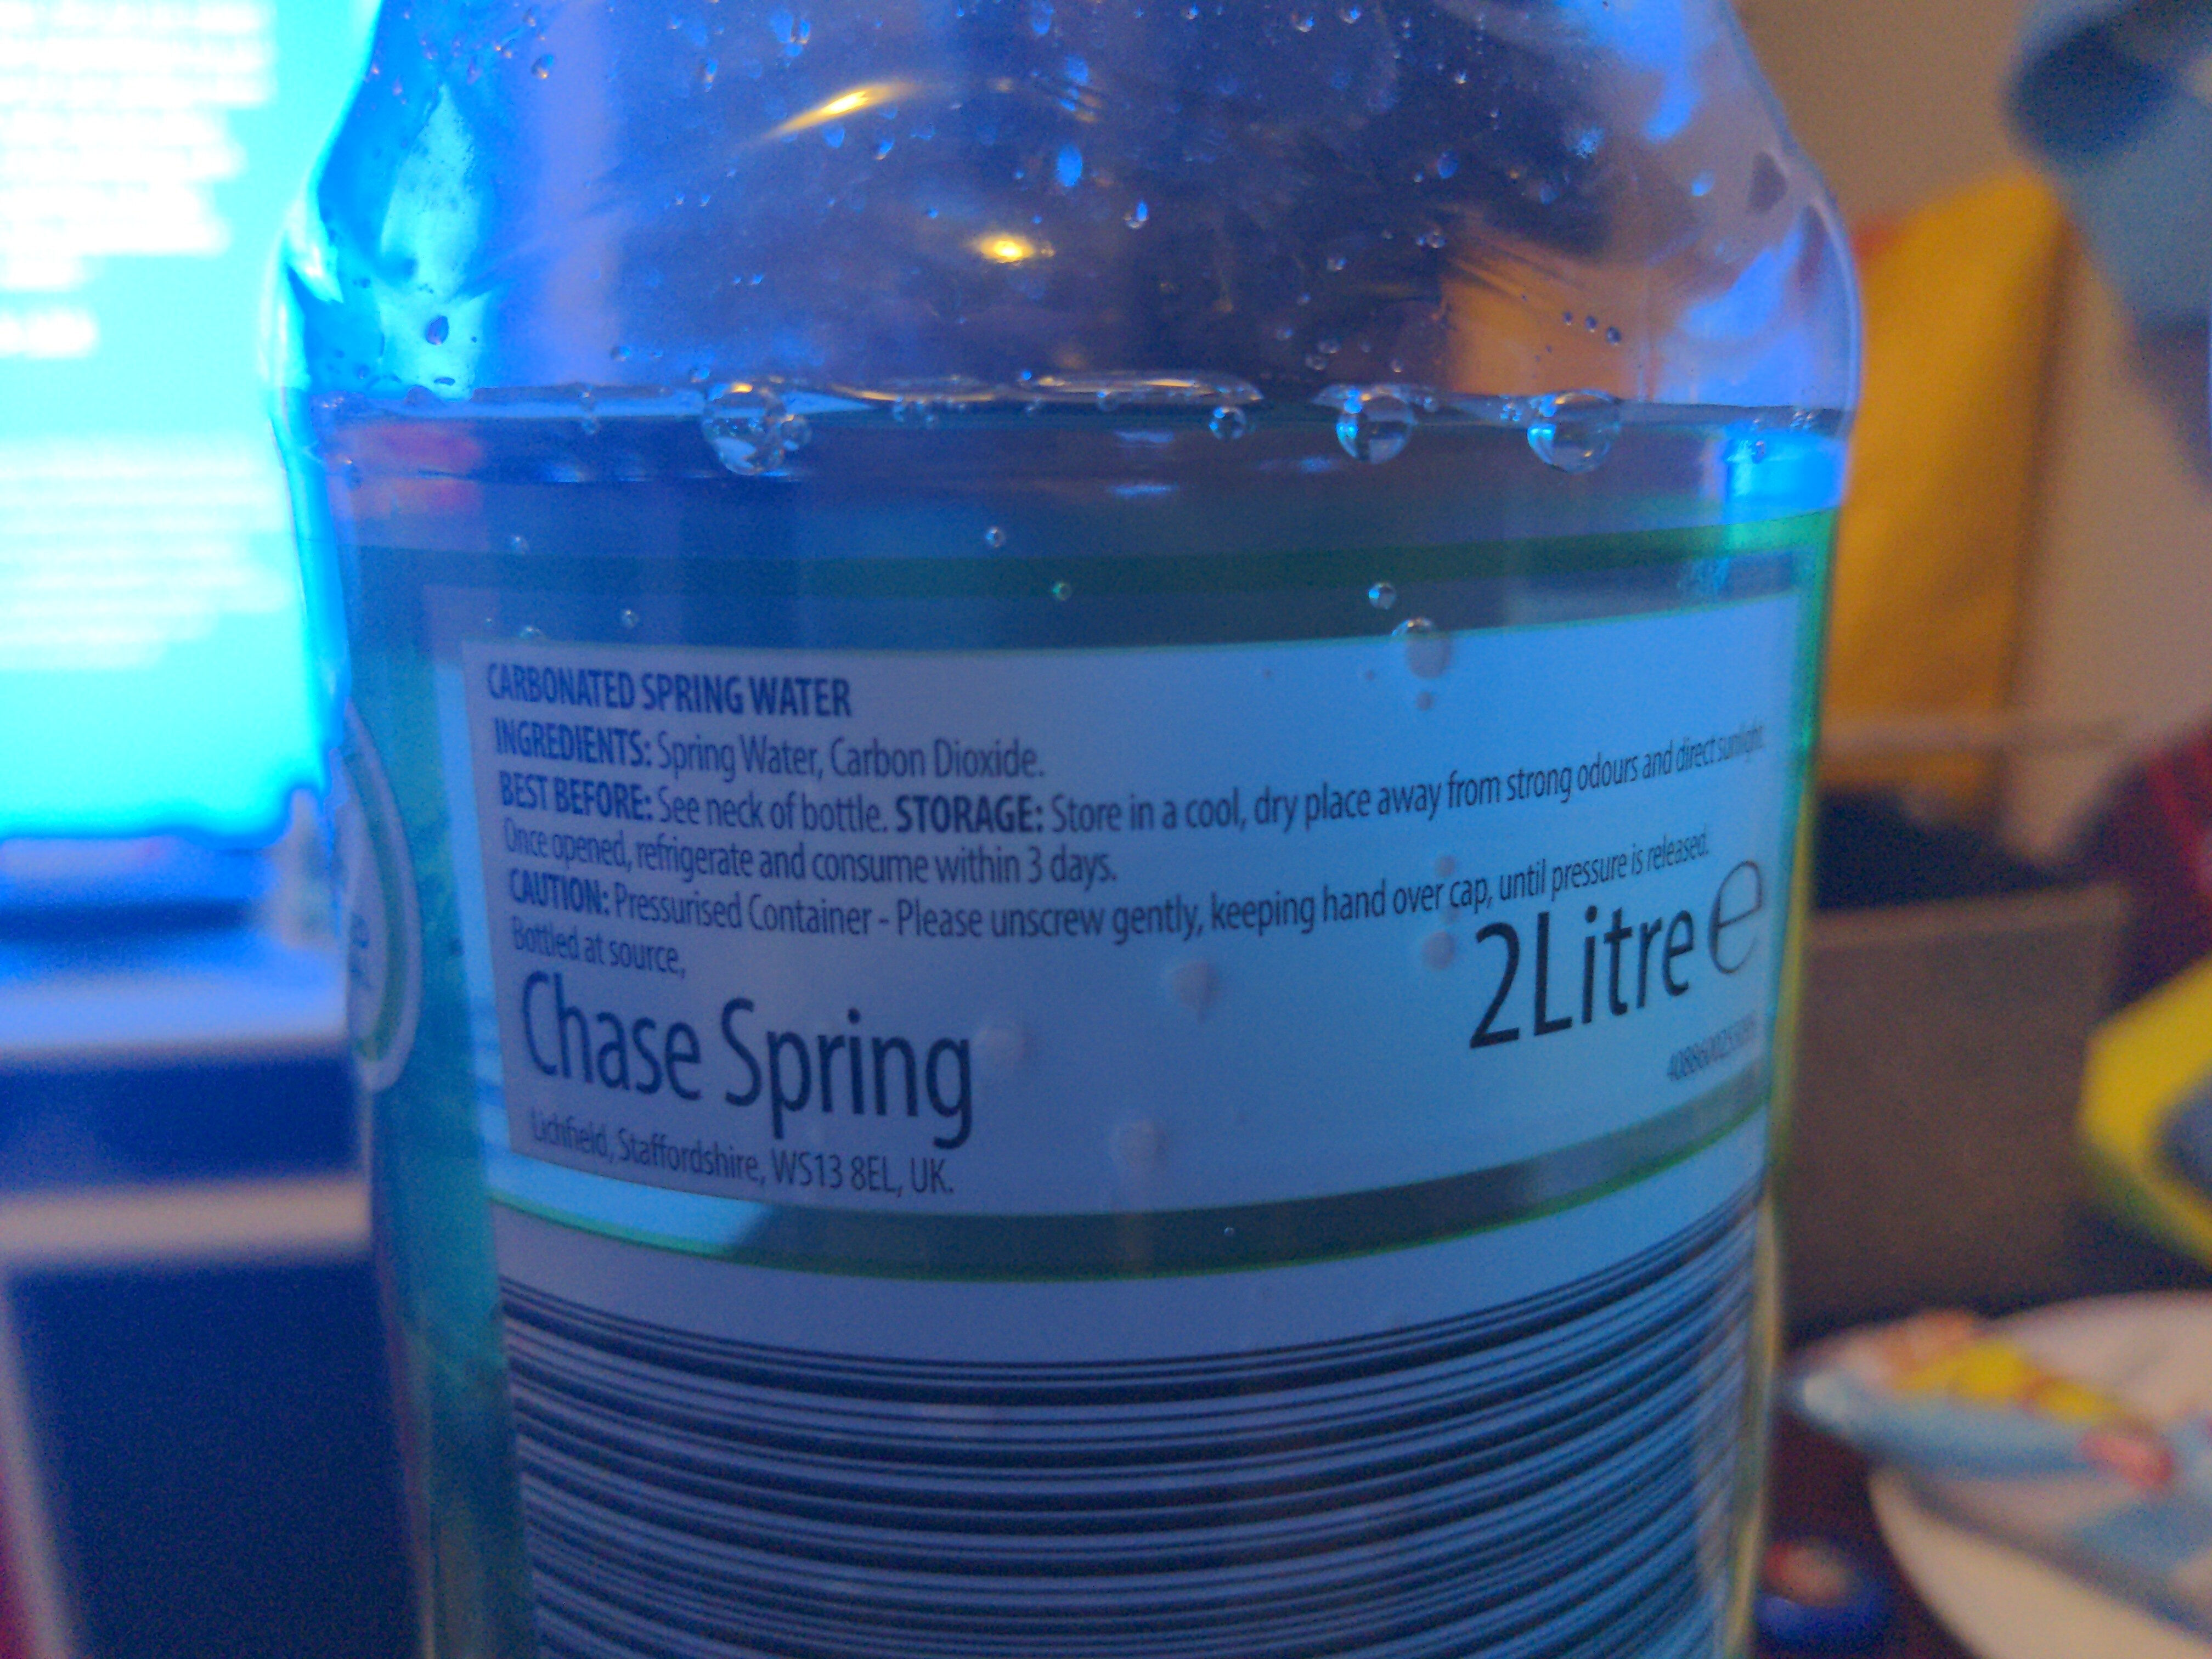 CARBONATED SPRING WATER
INGREDIENTS: Spring Water, Carbon Dioxide.
BEST BEFORE: See neck of bottle. STORAGE: Store in a cool, dry place away from strong odours and direct sunlight.
Once opened, refrigerate and consume within 3 days.
CAUTION: Pressurised Container - Please unscrew gently, keeping hand over cap, until pressure is released.
Bottled at source,
Chase Spring
2Litre ℮
Lichfield, Staffordshire, WS13 8EL, UK.